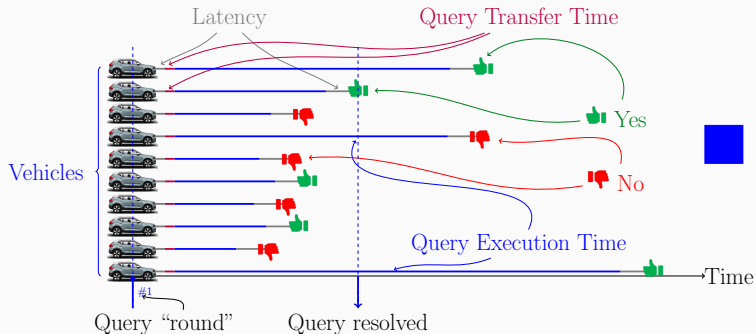 Latency
Query Transfer Time
Yes
Vehicles
No
Query Execution Time
Time
#1
Query “round”
Query resolved